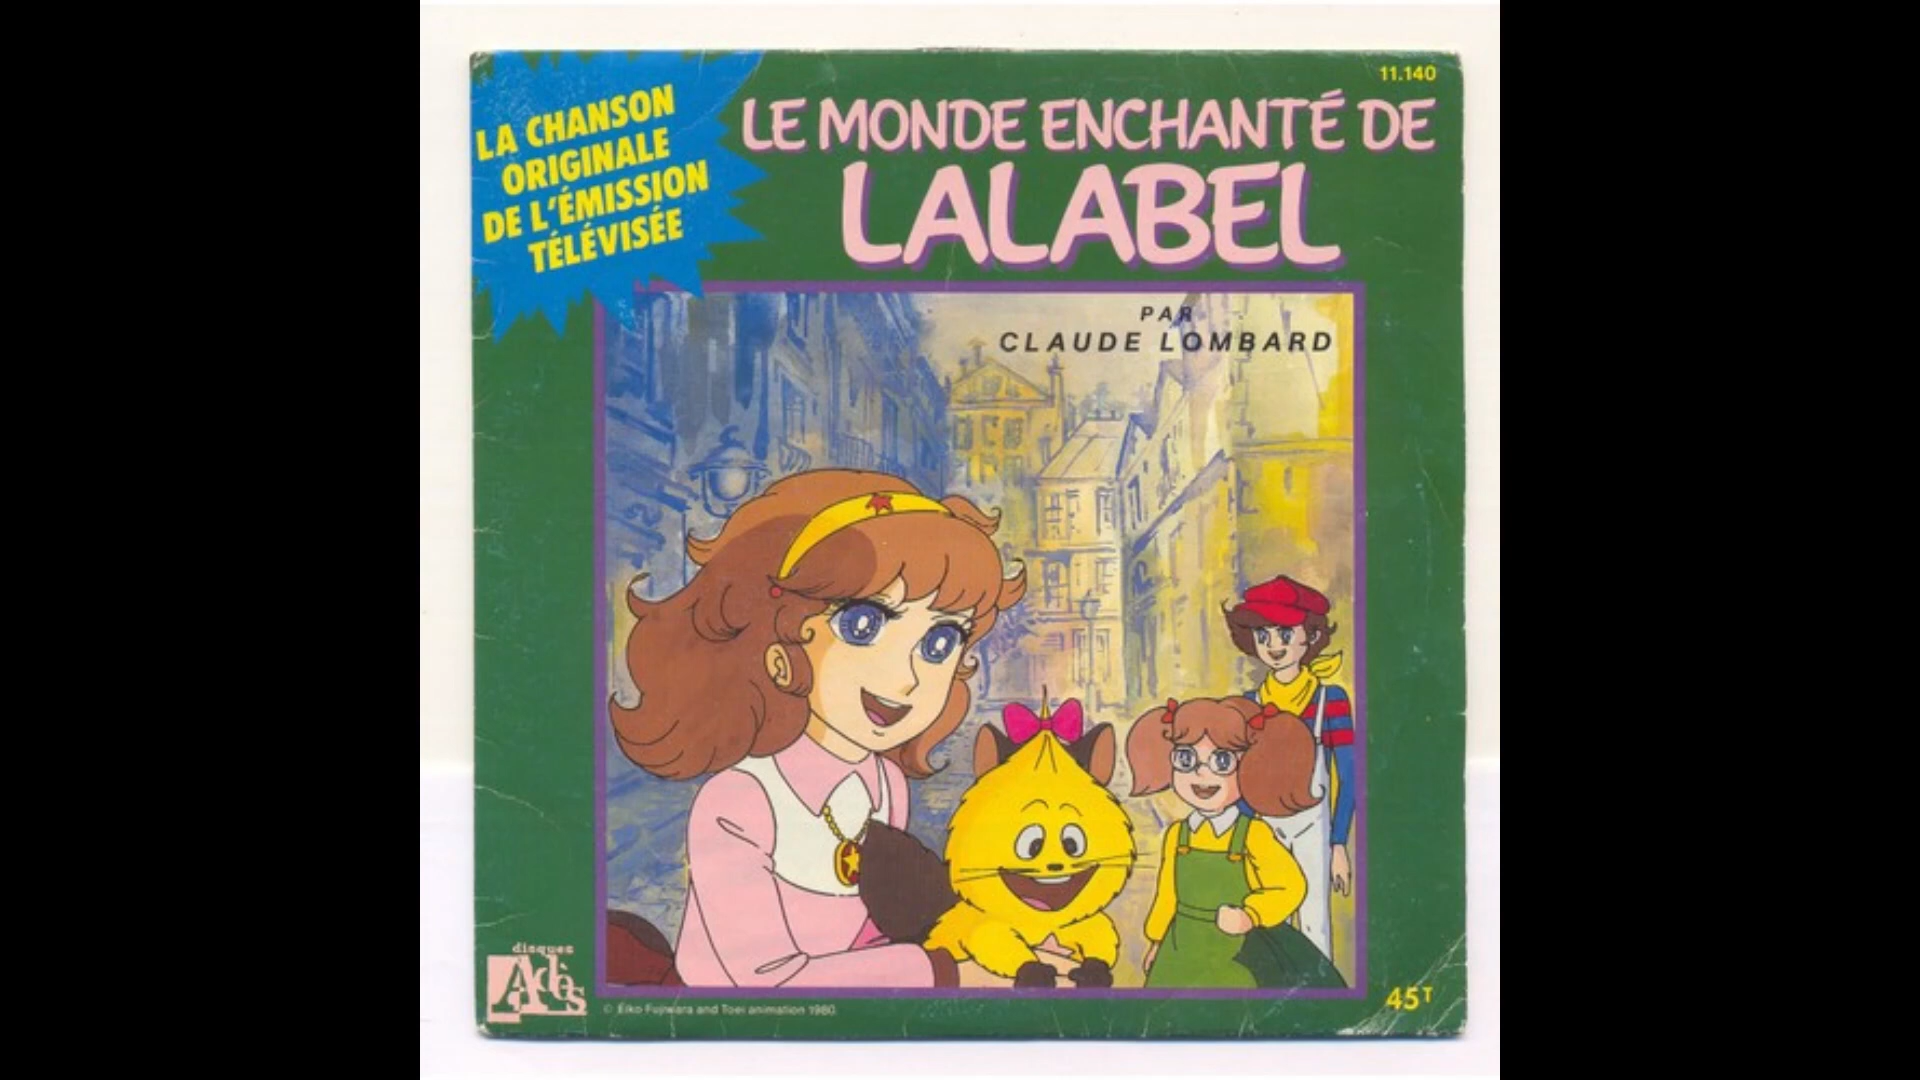 LA CHANSON
ORIGINALE
DE L'ÉMISSION
TÉLÉVISÉE
11.140
LE MONDE ENCHANTÉ DE
LALABEL
PAR
CLAUDE LOMBARD
disques
Adès
© Eiko Fujiwara and Toei animation 1980.
45T